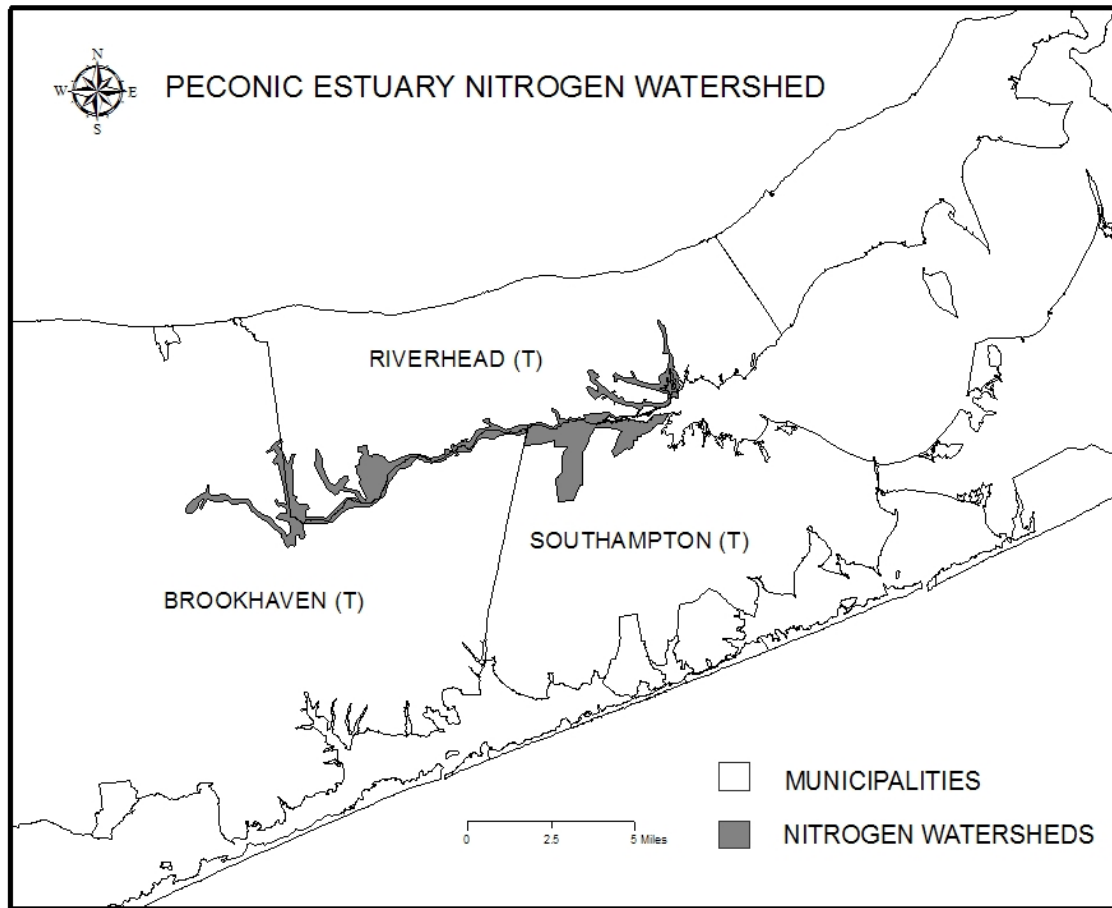 N
W E
S
PECONIC ESTUARY NITROGEN WATERSHED
RIVERHEAD (T)
SOUTHAMPTON (T)
BROOKHAVEN (T)
MUNICIPALITIES
NITROGEN WATERSHEDS
0 2.5 5 Miles